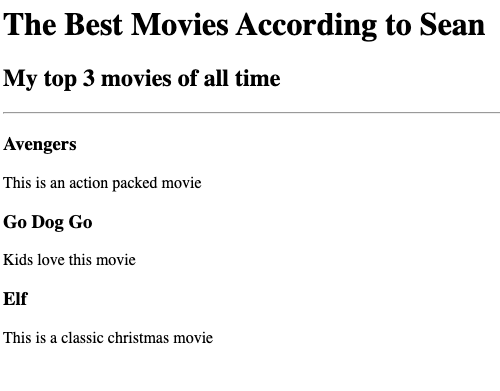 The Best Movies According to Sean
My top 3 movies of all time
Avengers
This is an action packed movie
Go Dog Go
Kids love this movie
Elf
This is a classic christmas movie